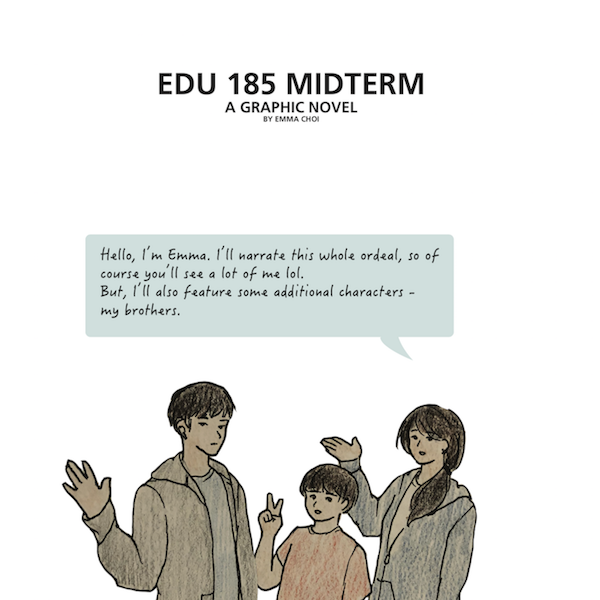 EDU 185 MIDTERM
A GRAPHIC NOVEL
BY EMMA CHOI
Hello, I'm Emma. I'll narrate this whole ordeal, so of
course you'll see a lot of me lol.
But, I'll also feature some additional characters -
my brothers.